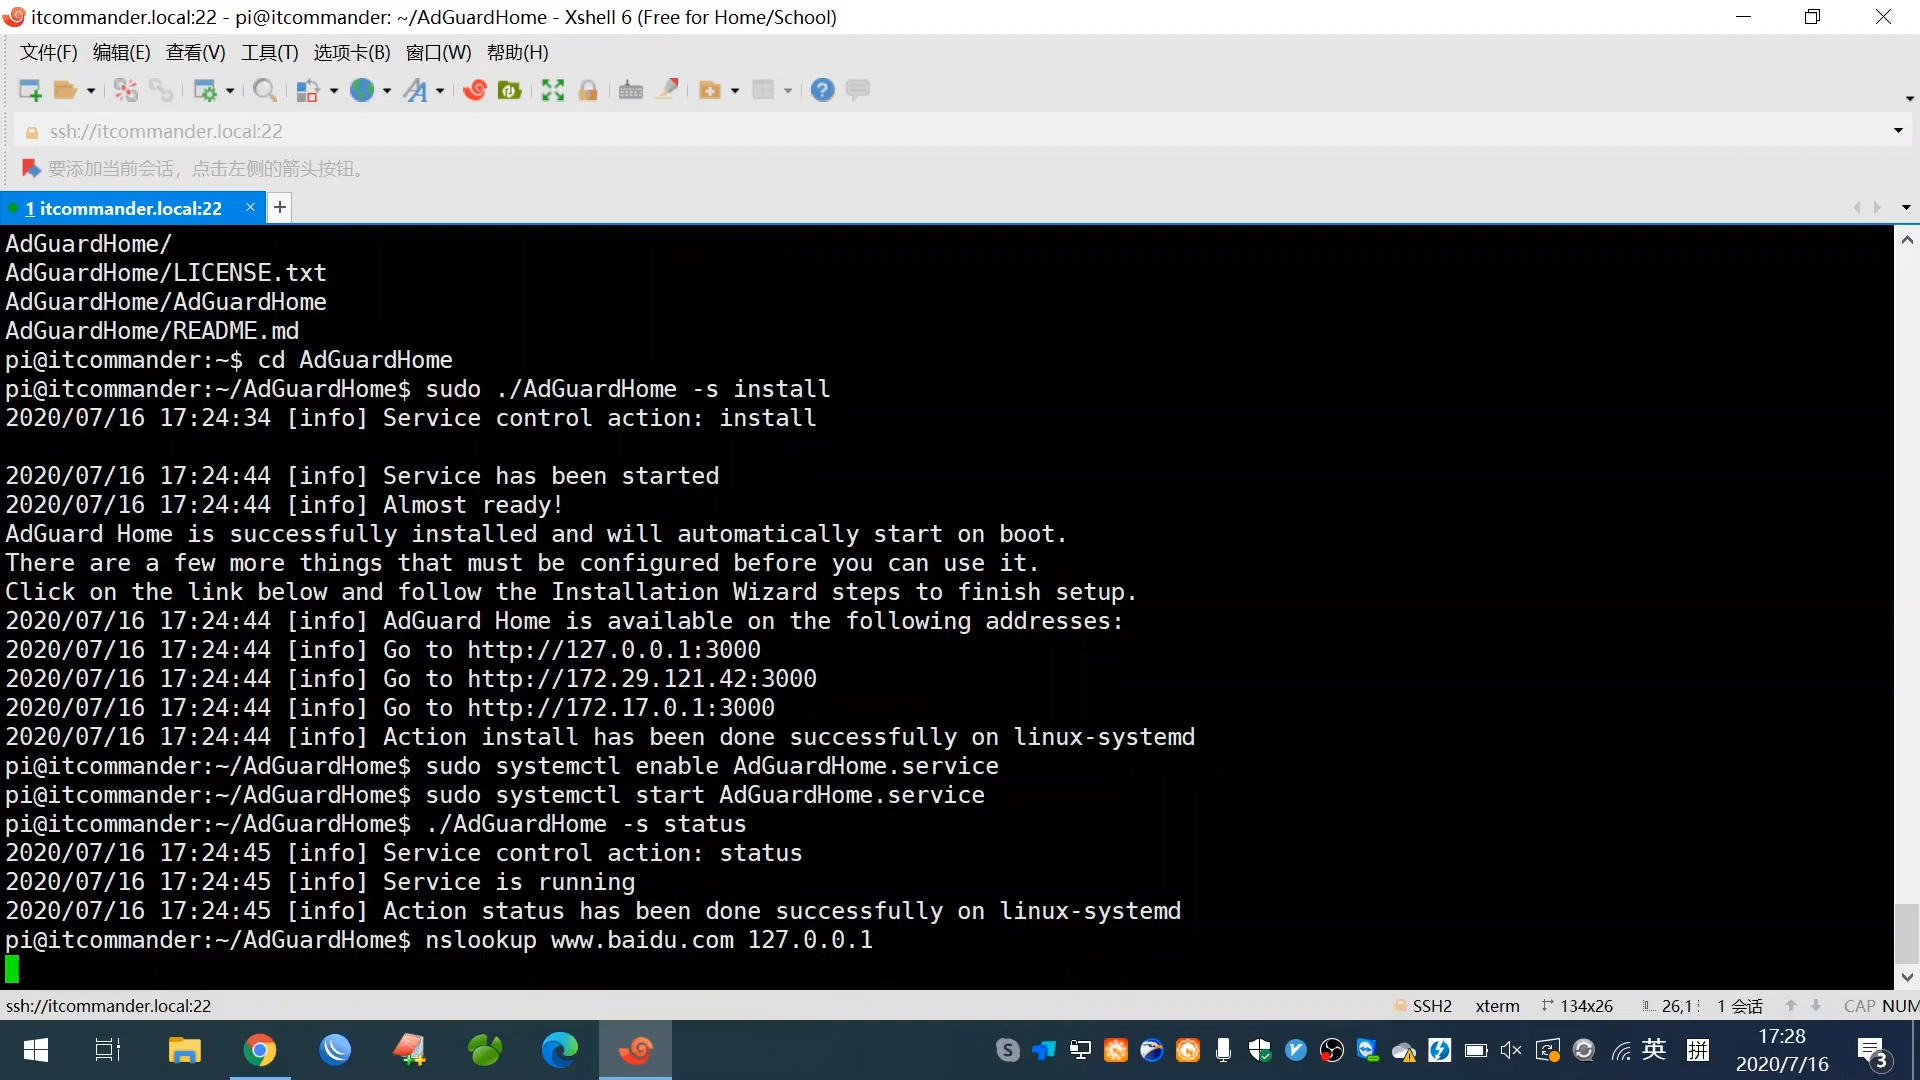 itcommander.local:22 - pi@itcommander: ~/AdGuardHome - Xshell 6 (Free for Home/School)
文件(F) 编辑(E) 查看(V) 工具(T) 选项卡(B) 窗口(W) 帮助(H)
ssh://itcommander.local:22
要添加当前会话，点击左侧的箭头按钮。
1 itcommander.local:22 × +
AdGuardHome/
AdGuardHome/LICENSE.txt
AdGuardHome/AdGuardHome
AdGuardHome/README.md
pi@itcommander:~$ cd AdGuardHome
pi@itcommander:~/AdGuardHome$ sudo ./AdGuardHome -s install
2020/07/16 17:24:34 [info] Service control action: install
2020/07/16 17:24:44 [info] Service has been started
2020/07/16 17:24:44 [info] Almost ready!
AdGuard Home is successfully installed and will automatically start on boot.
There are a few more things that must be configured before you can use it.
Click on the link below and follow the Installation Wizard steps to finish setup.
2020/07/16 17:24:44 [info] AdGuard Home is available on the following addresses:
2020/07/16 17:24:44 [info] Go to http://127.0.0.1:3000
2020/07/16 17:24:44 [info] Go to http://172.29.121.42:3000
2020/07/16 17:24:44 [info] Go to http://172.17.0.1:3000
2020/07/16 17:24:44 [info] Action install has been done successfully on linux-systemd
pi@itcommander:~/AdGuardHome$ sudo systemctl enable AdGuardHome.service
pi@itcommander:~/AdGuardHome$ sudo systemctl start AdGuardHome.service
pi@itcommander:~/AdGuardHome$ ./AdGuardHome -s status
2020/07/16 17:24:45 [info] Service control action: status
2020/07/16 17:24:45 [info] Service is running
2020/07/16 17:24:45 [info] Action status has been done successfully on linux-systemd
pi@itcommander:~/AdGuardHome$ nslookup www.baidu.com 127.0.0.1
ssh://itcommander.local:22 SSH2 xterm 134x26 26,1 1 会话 CAP NUM
英 拼 17:28
2020/7/16 3